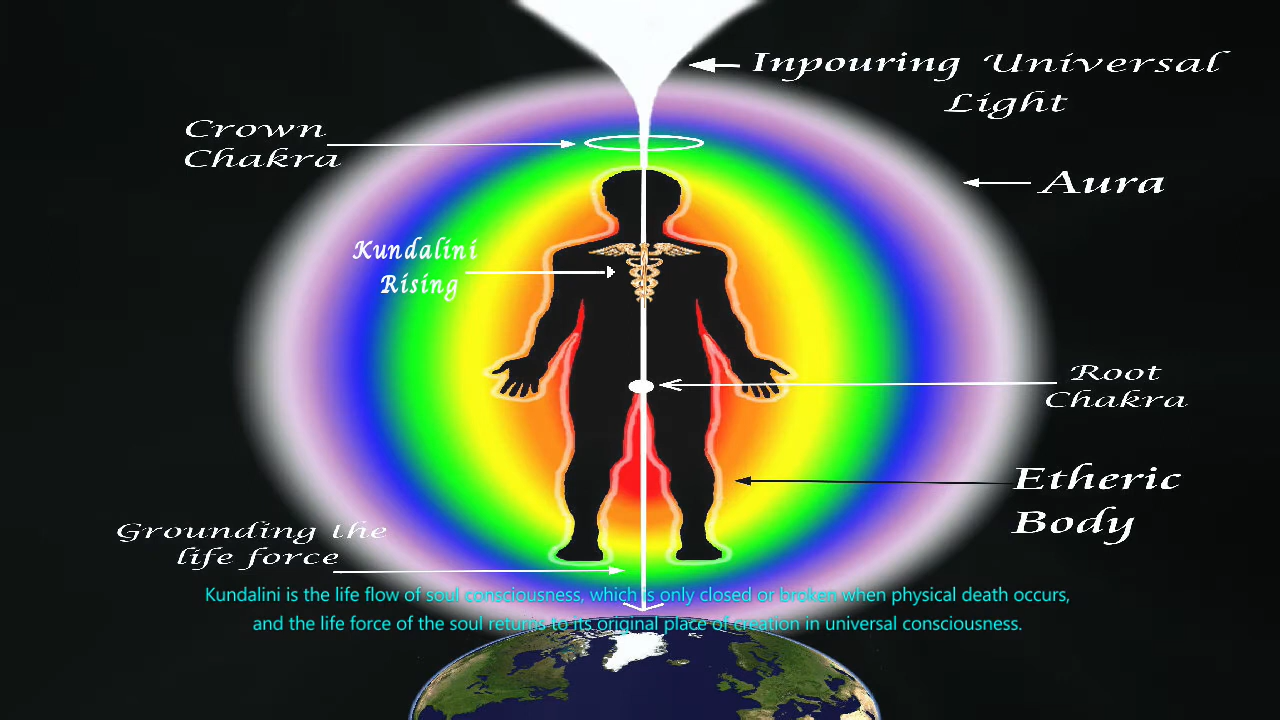 Inpouring Universal
Light
Crown
Chakra
Aura
Kundalini
Rising
Root
Chakra
Etheric
Body
Grounding the
life force
Kundalini is the life flow of soul consciousness, which is only closed or broken when physical death occurs,
and the life force of the soul returns to its original place of creation in universal consciousness.